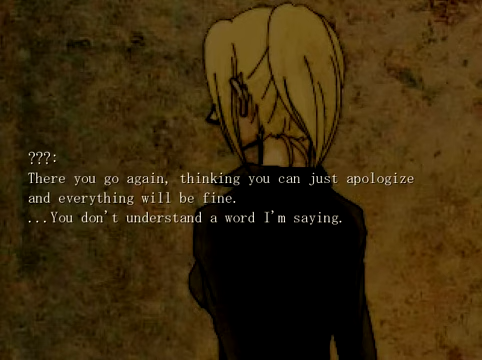 ???:
There you go again, thinking you can just apologize
and everything will be fine.
...You don't understand a word I'm saying.